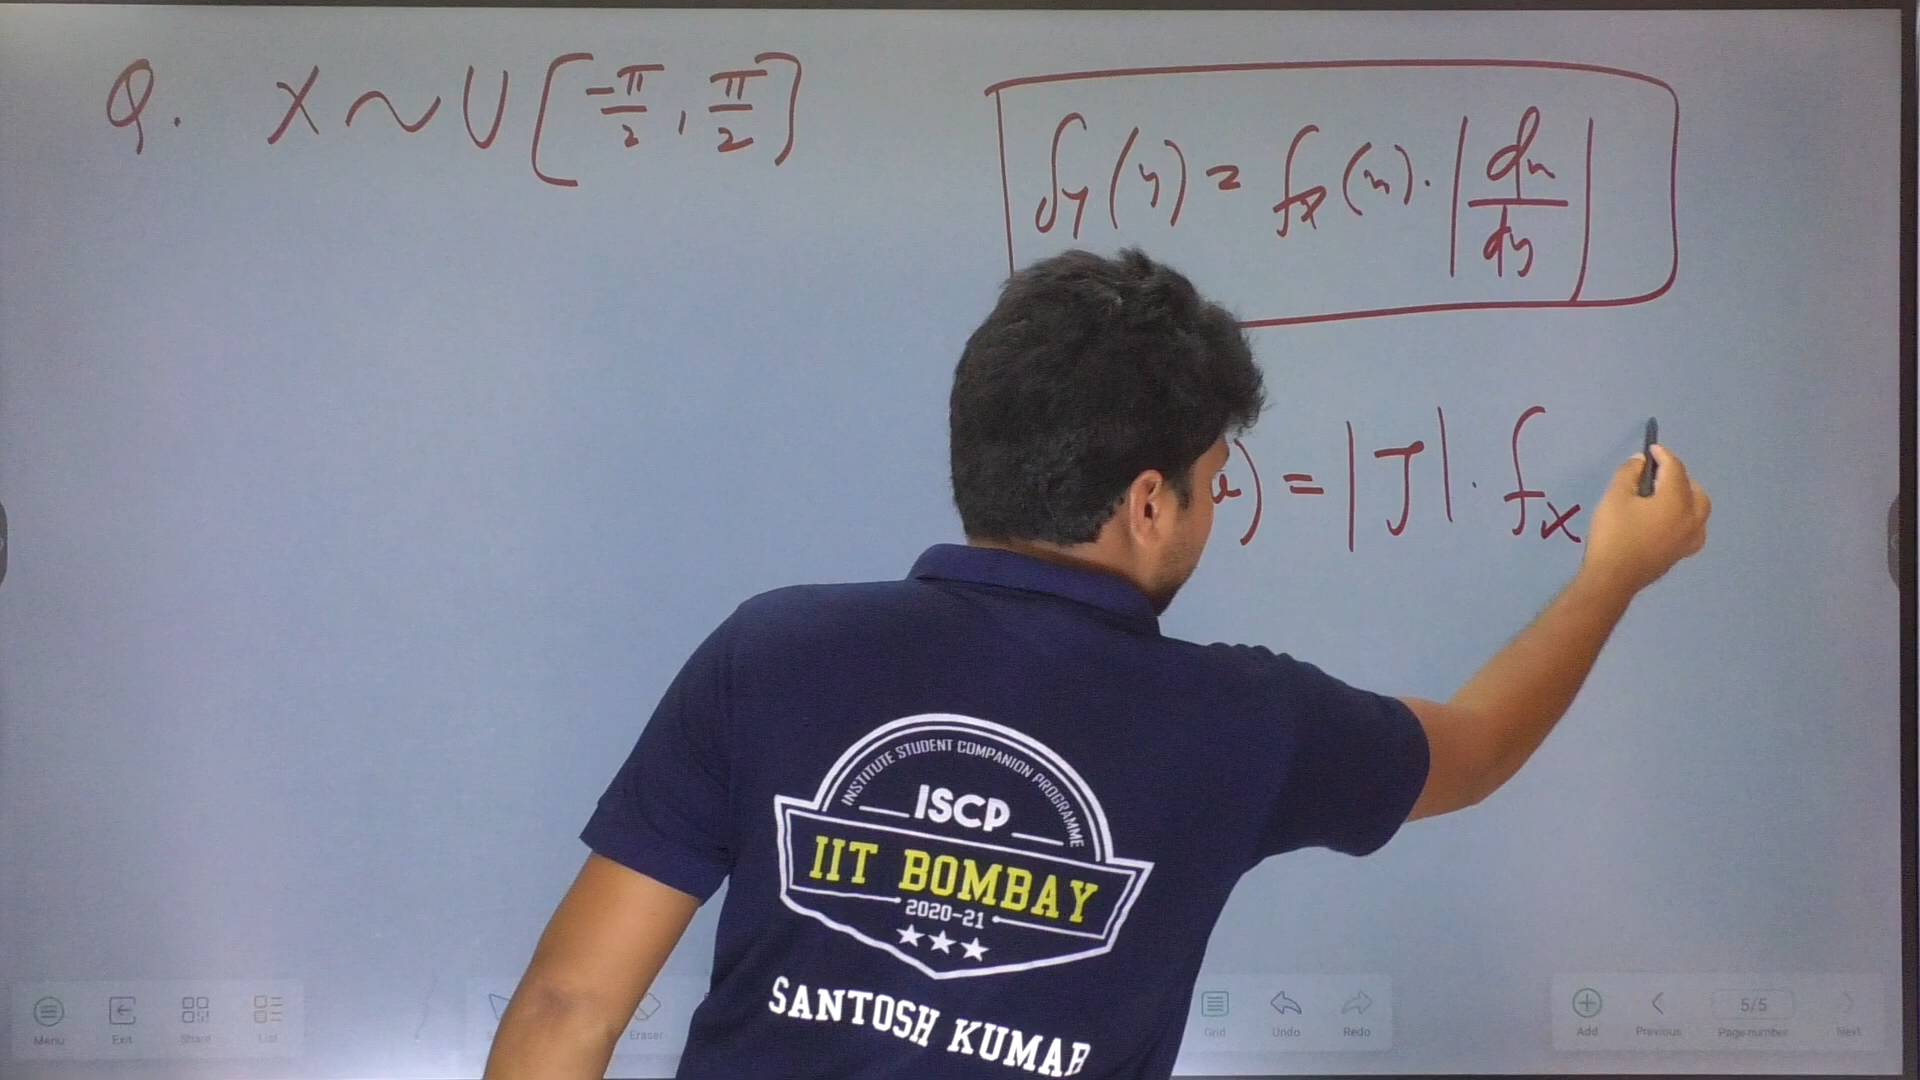 Q. X ~ U [-π/2, π/2]
fY(y) = fX(x) · |dx/dy|
) = |J| · fX
INSTITUTE STUDENT COMPANION PROGRAMME
ISCP
IIT BOMBAY
2020-21
SANTOSH KUMAR
Menu Exit Share List Eraser Grid Undo Redo Add Previous 5/5 Page number Next